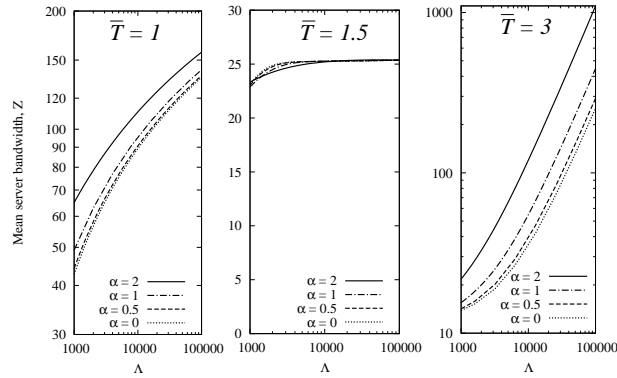 T̅ = 1
T̅ = 1.5
T̅ = 3
Mean server bandwidth, Z
200
150
120
100
90
80
70
60
50
40
30
α = 2
α = 1
α = 0.5
α = 0
1000 10000 100000
Λ
30
25
20
15
10
5
0
α = 2
α = 1
α = 0.5
α = 0
1000 10000 100000
Λ
1000
100
10
α = 2
α = 1
α = 0.5
α = 0
1000 10000 100000
Λ